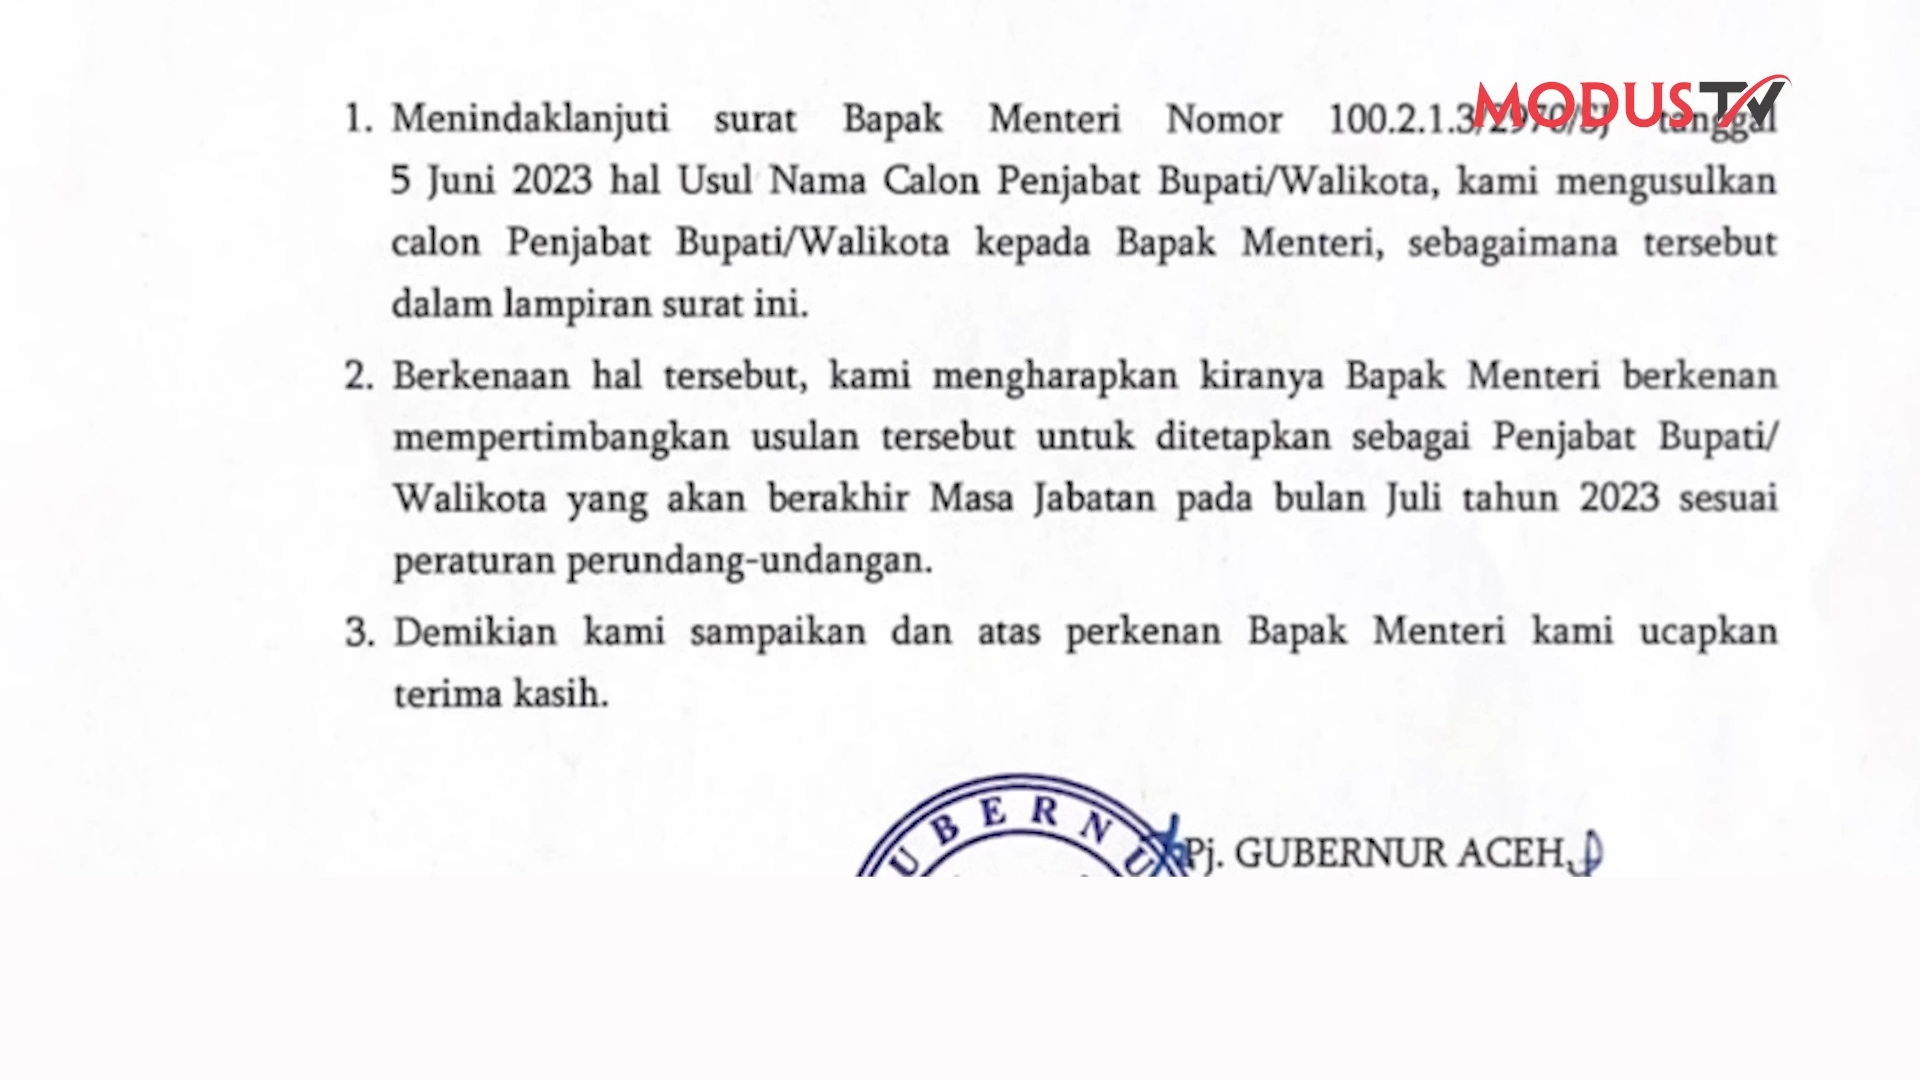 MODUS TV
1. Menindaklanjuti surat Bapak Menteri Nomor 100.2.1.3/2970/SJ tanggal
5 Juni 2023 hal Usul Nama Calon Penjabat Bupati/Walikota, kami mengusulkan
calon Penjabat Bupati/Walikota kepada Bapak Menteri, sebagaimana tersebut
dalam lampiran surat ini.
2. Berkenaan hal tersebut, kami mengharapkan kiranya Bapak Menteri berkenan
mempertimbangkan usulan tersebut untuk ditetapkan sebagai Penjabat Bupati/
Walikota yang akan berakhir Masa Jabatan pada bulan Juli tahun 2023 sesuai
peraturan perundang-undangan.
3. Demikian kami sampaikan dan atas perkenan Bapak Menteri kami ucapkan
terima kasih.
UBERNU
Pj. GUBERNUR ACEH,